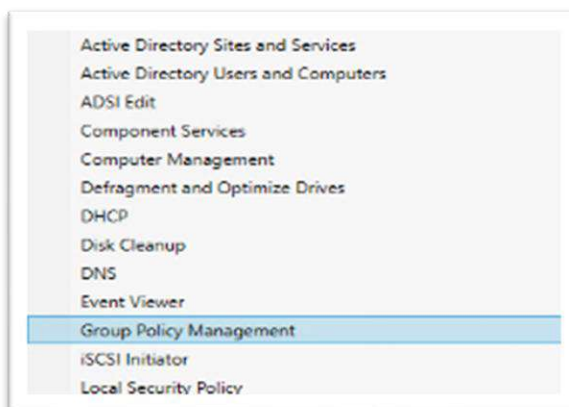 Active Directory Sites and Services
Active Directory Users and Computers
ADSI Edit
Component Services
Computer Management
Defragment and Optimize Drives
DHCP
Disk Cleanup
DNS
Event Viewer
Group Policy Management
iSCSI Initiator
Local Security Policy